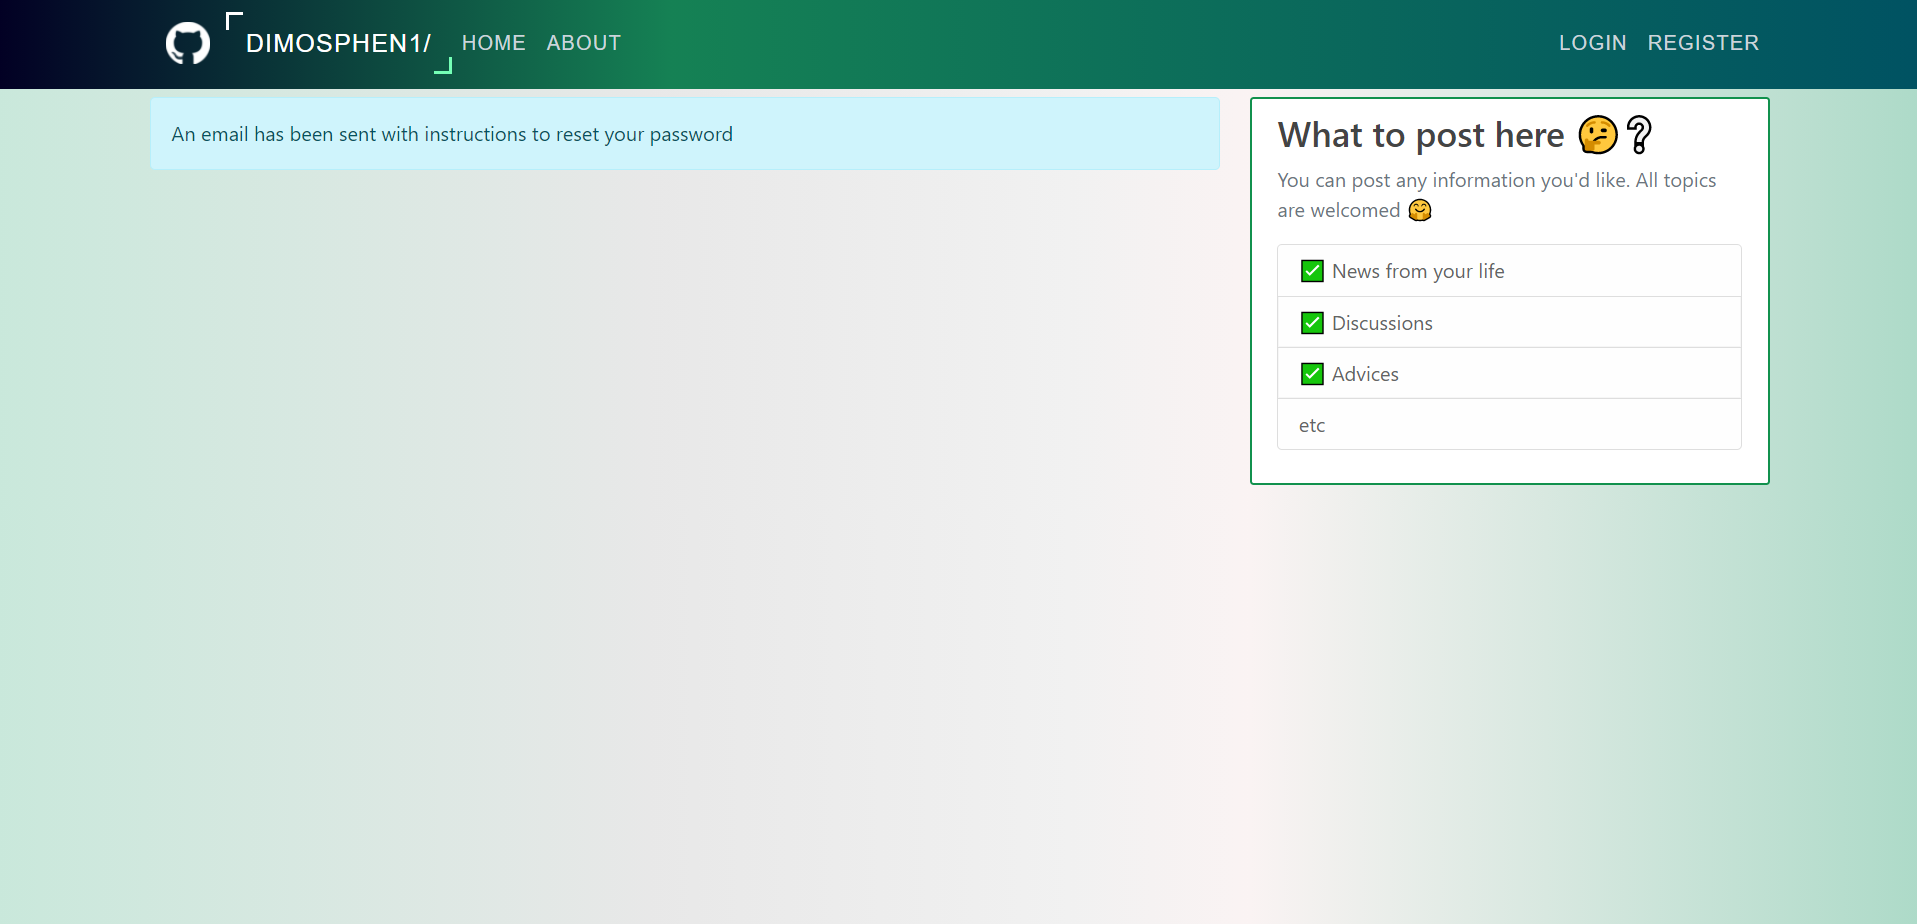 DIMOSPHEN1/ HOME ABOUT LOGIN REGISTER
An email has been sent with instructions to reset your password
What to post here 🤔❔
You can post any information you'd like. All topics
are welcomed 🤗
✅ News from your life
✅ Discussions
✅ Advices
etc